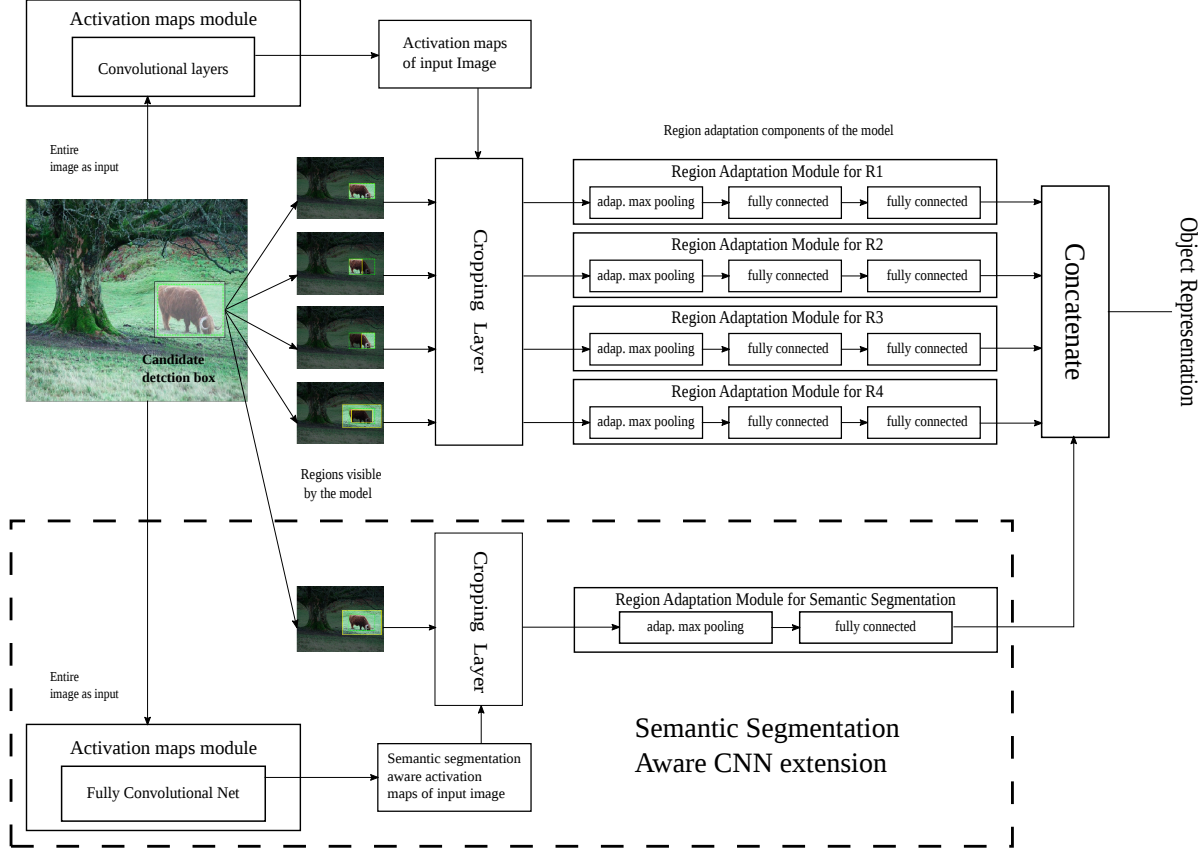 Activation maps module
Convolutional layers
Activation maps
of input Image
Entire
image as input
Region adaptation components of the model
Candidate
detction box
Regions visible
by the model
Cropping Layer
Region Adaptation Module for R1
adap. max pooling
fully connected
fully connected
Region Adaptation Module for R2
adap. max pooling
fully connected
fully connected
Region Adaptation Module for R3
adap. max pooling
fully connected
fully connected
Region Adaptation Module for R4
adap. max pooling
fully connected
fully connected
Concatenate
Object Representation
Cropping Layer
Region Adaptation Module for Semantic Segmentation
adap. max pooling
fully connected
Entire
image as input
Activation maps module
Fully Convolutional Net
Semantic segmentation
aware activation
maps of input image
Semantic Segmentation
Aware CNN extension